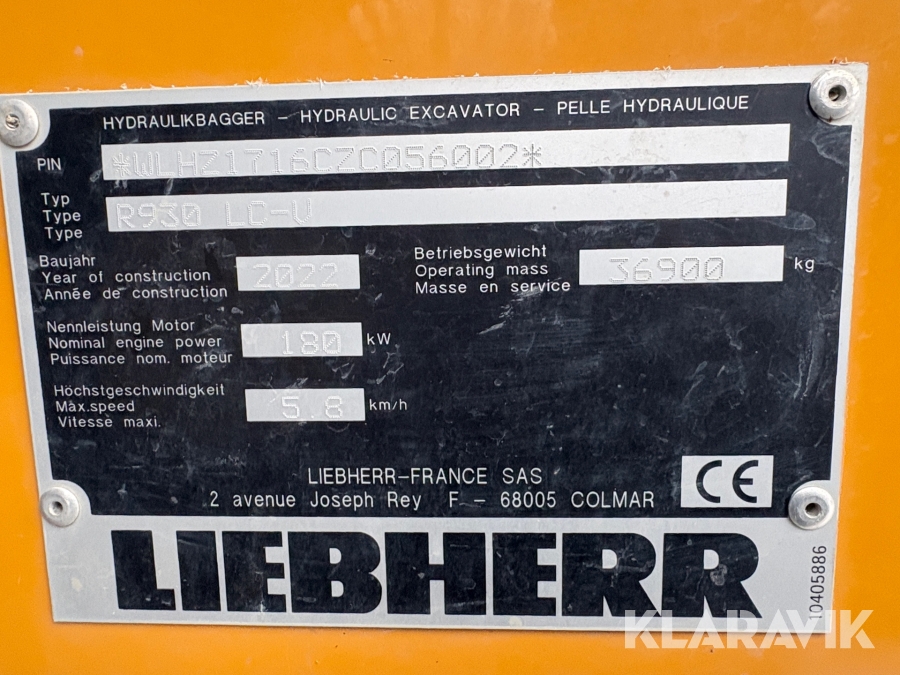 HYDRAULIKBAGGER – HYDRAULIC EXCAVATOR – PELLE HYDRAULIQUE
PIN *WLHZ1716CZC056002*
Typ
Type
Type
R930 LC-V
Baujahr
Year of construction
Année de construction
2022
Betriebsgewicht
Operating mass
Masse en service
36900 kg
Nennleistung Motor
Nominal engine power
Puissance nom. moteur
180 kW
Höchstgeschwindigkeit
Max.speed
Vitesse maxi.
5.8 km/h
LIEBHERR-FRANCE SAS
2 avenue Joseph Rey F – 68005 COLMAR
CE
LIEBHERR
10405886
KLARAVIK